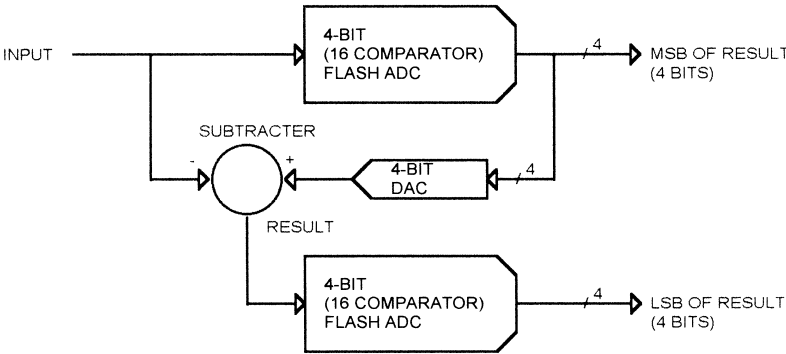 4-BIT
(16 COMPARATOR)
FLASH ADC
INPUT
4
MSB OF RESULT
(4 BITS)
SUBTRACTER
- +
4-BIT
DAC
4
RESULT
4-BIT
(16 COMPARATOR)
FLASH ADC
4
LSB OF RESULT
(4 BITS)